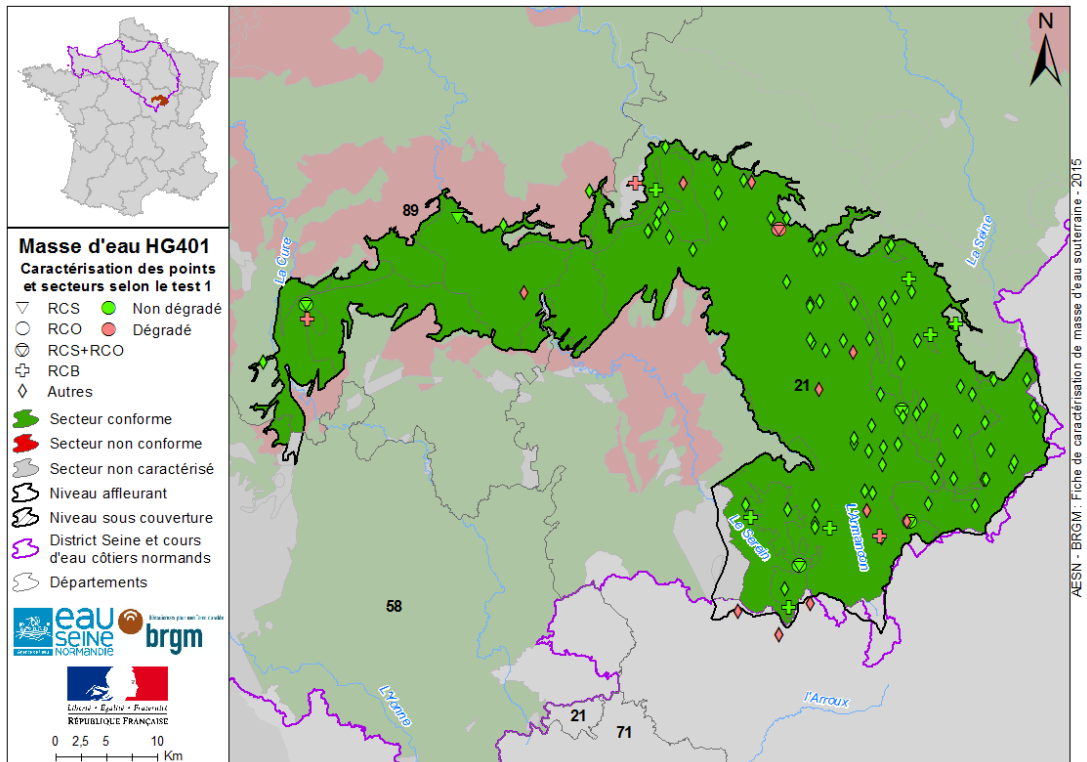 Masse d'eau HG401
Caractérisation des points
et secteurs selon le test 1
RCS
Non dégradé
RCO
Dégradé
RCS+RCO
RCB
Autres
Secteur conforme
Secteur non conforme
Secteur non caractérisé
Niveau affleurant
Niveau sous couverture
District Seine et cours
d'eau côtiers normands
Départements
eau
SEINE
NORMANDIE
brgm
Liberté • Égalité • Fraternité
RÉPUBLIQUE FRANÇAISE
0 2,5 5 10
Km
N
89
La Cure
La Seine
21
Le Serein
L'Armancon
58
L'Yonne
21
71
l'Arroux
AESN - BRGM : Fiche de caractérisation de masse d'eau souterraine - 2015